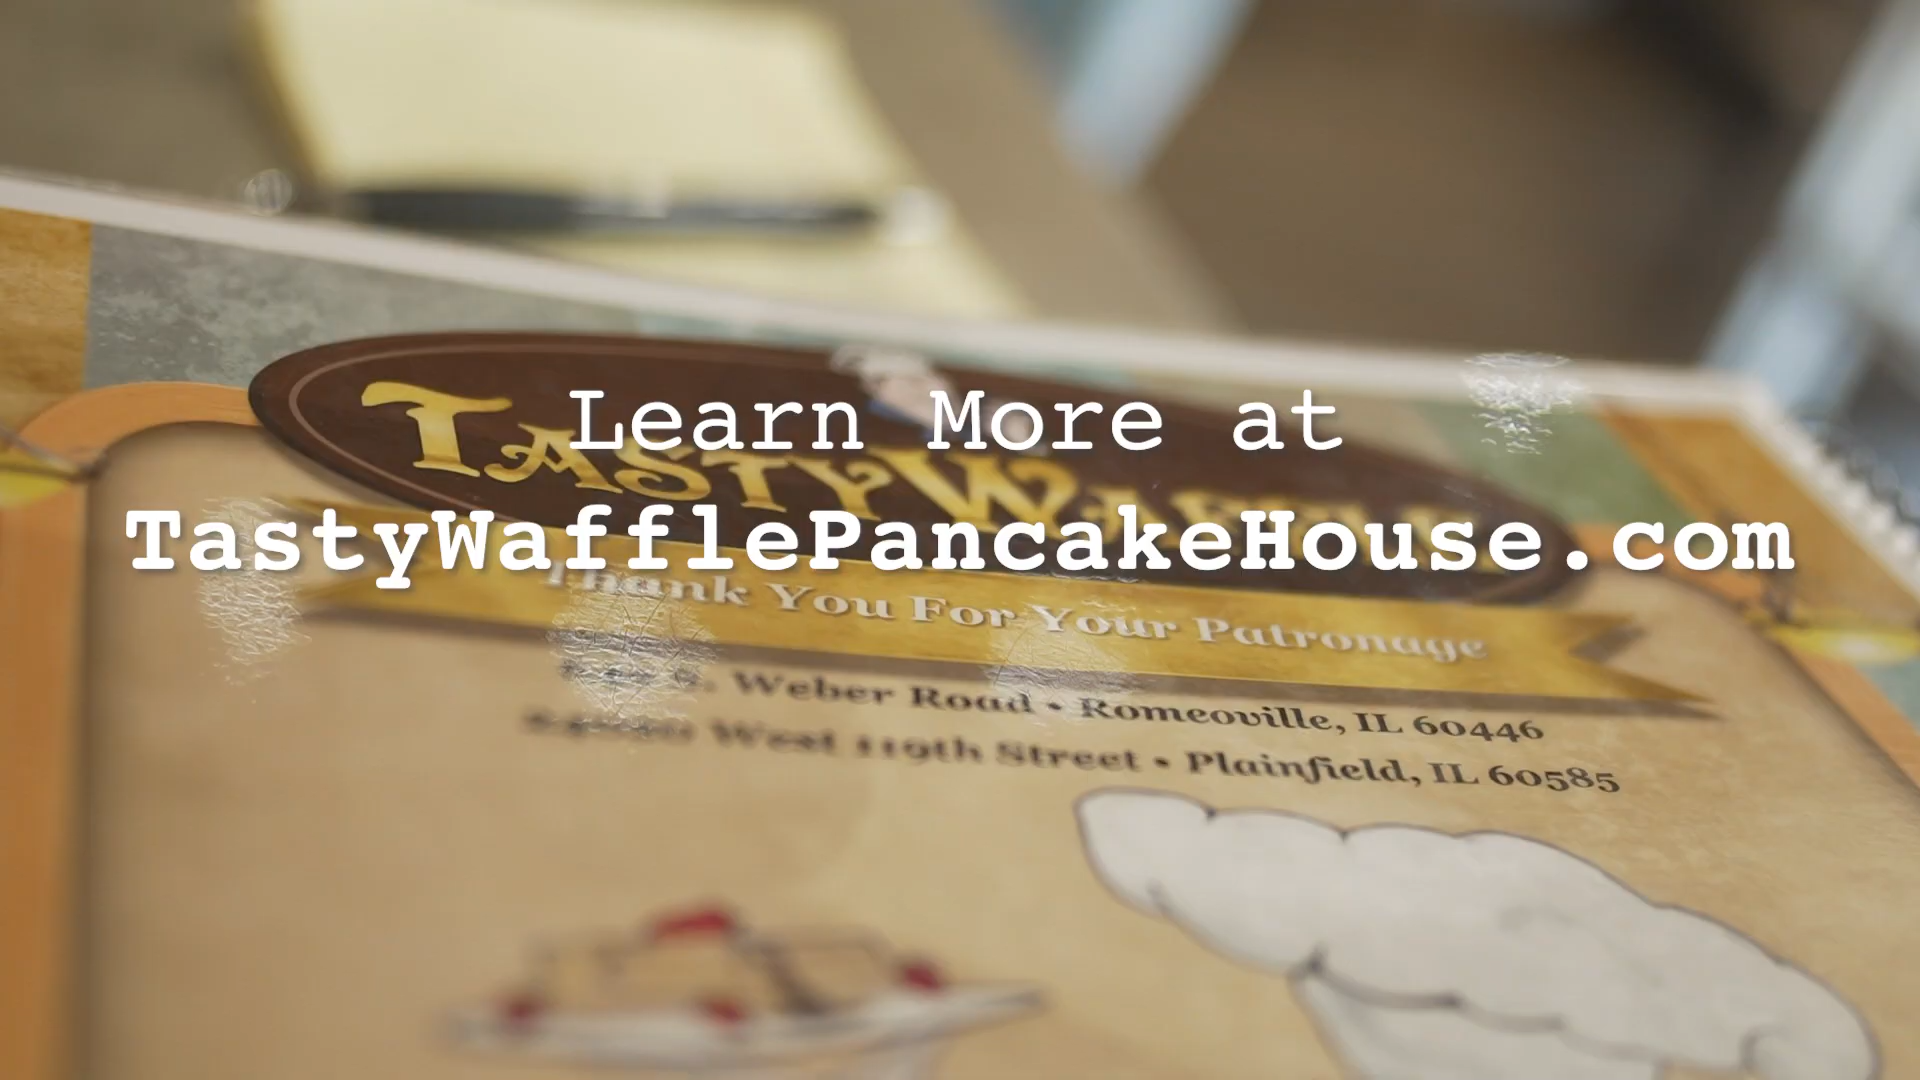 Learn More at
TastyWafflePancakeHouse.com
TASTYWAFFLE
Thank You For Your Patronage
Weber Road • Romeoville, IL 60446
West 119th Street • Plainfield, IL 60585